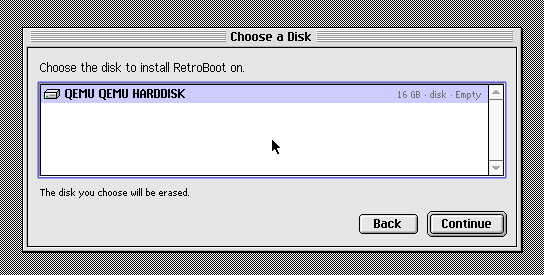 Choose a Disk
Choose the disk to install RetroBoot on.
QEMU QEMU HARDDISK 16 GB · disk · Empty
The disk you choose will be erased.
Back Continue